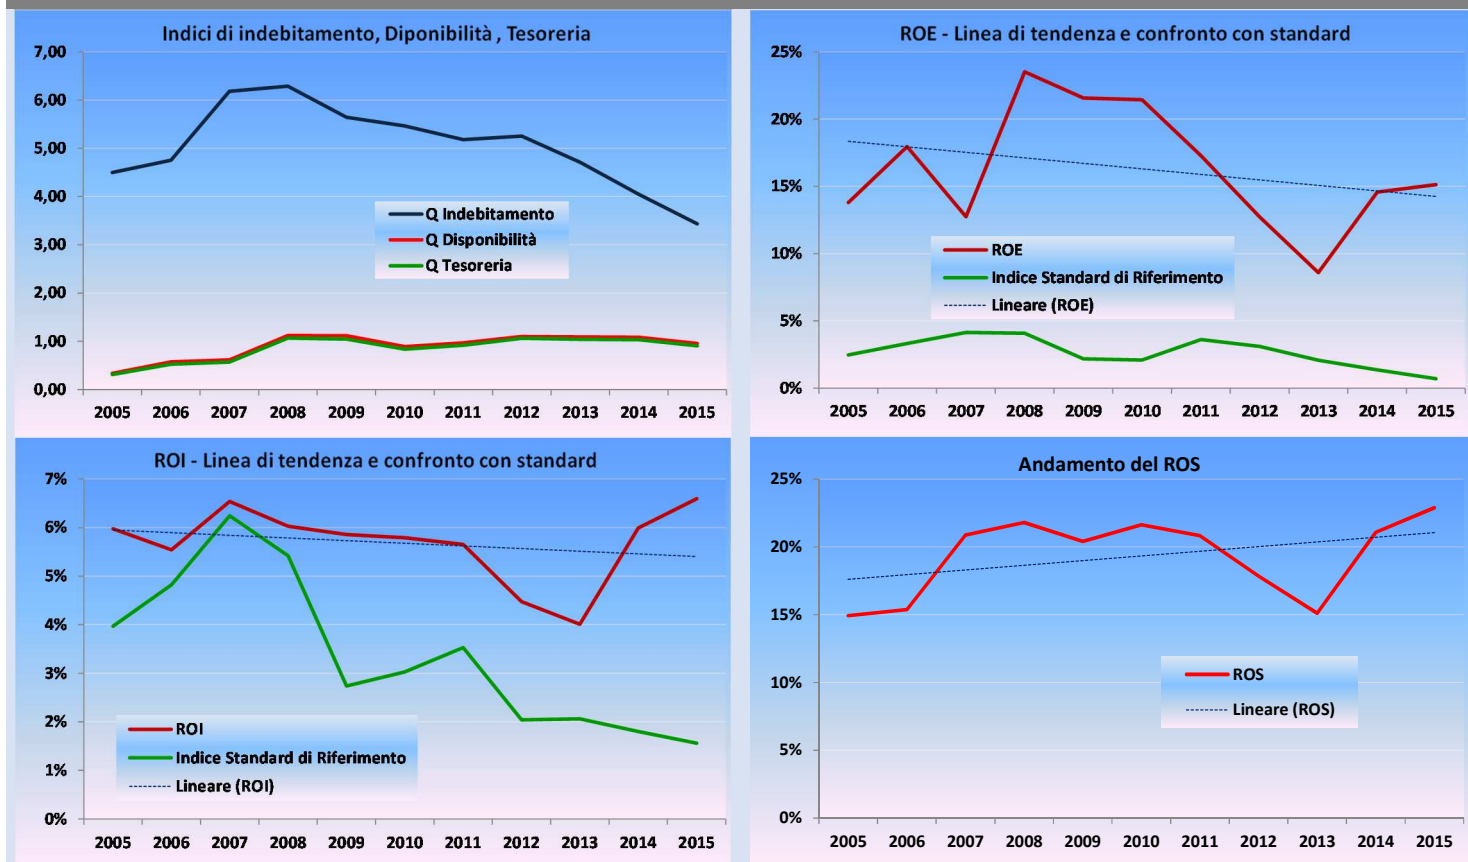 Indici di indebitamento, Diponibilità , Tesoreria
7,00
6,00
5,00
4,00
3,00
2,00
1,00
0,00
Q Indebitamento
Q Disponibilità
Q Tesoreria
2005 2006 2007 2008 2009 2010 2011 2012 2013 2014 2015
ROE - Linea di tendenza e confronto con standard
25%
20%
15%
10%
5%
0%
ROE
Indice Standard di Riferimento
Lineare (ROE)
2005 2006 2007 2008 2009 2010 2011 2012 2013 2014 2015
ROI - Linea di tendenza e confronto con standard
7%
6%
5%
4%
3%
2%
1%
0%
ROI
Indice Standard di Riferimento
Lineare (ROI)
2005 2006 2007 2008 2009 2010 2011 2012 2013 2014 2015
Andamento del ROS
25%
20%
15%
10%
5%
0%
ROS
Lineare (ROS)
2005 2006 2007 2008 2009 2010 2011 2012 2013 2014 2015